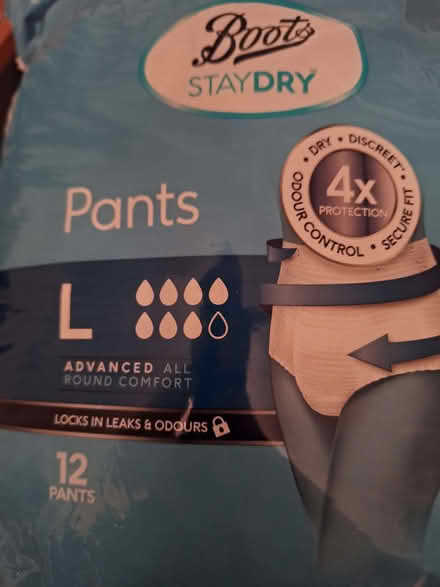 Boots
STAYDRY
• DRY • DISCREET •
ODOUR CONTROL • SECURE FIT
4x
PROTECTION
Pants
L
ADVANCED ALL
ROUND COMFORT
LOCKS IN LEAKS & ODOURS
12
PANTS